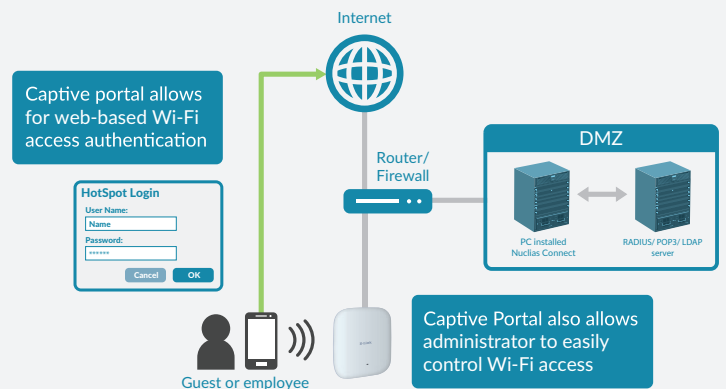 Internet
Captive portal allows
for web-based Wi-Fi
access authentication
HotSpot Login
User Name:
Name
Password:
******
Cancel
OK
Router/
Firewall
DMZ
PC installed
Nuclias Connect
RADIUS/ POP3/ LDAP
server
Captive Portal also allows
administrator to easily
control Wi-Fi access
Guest or employee